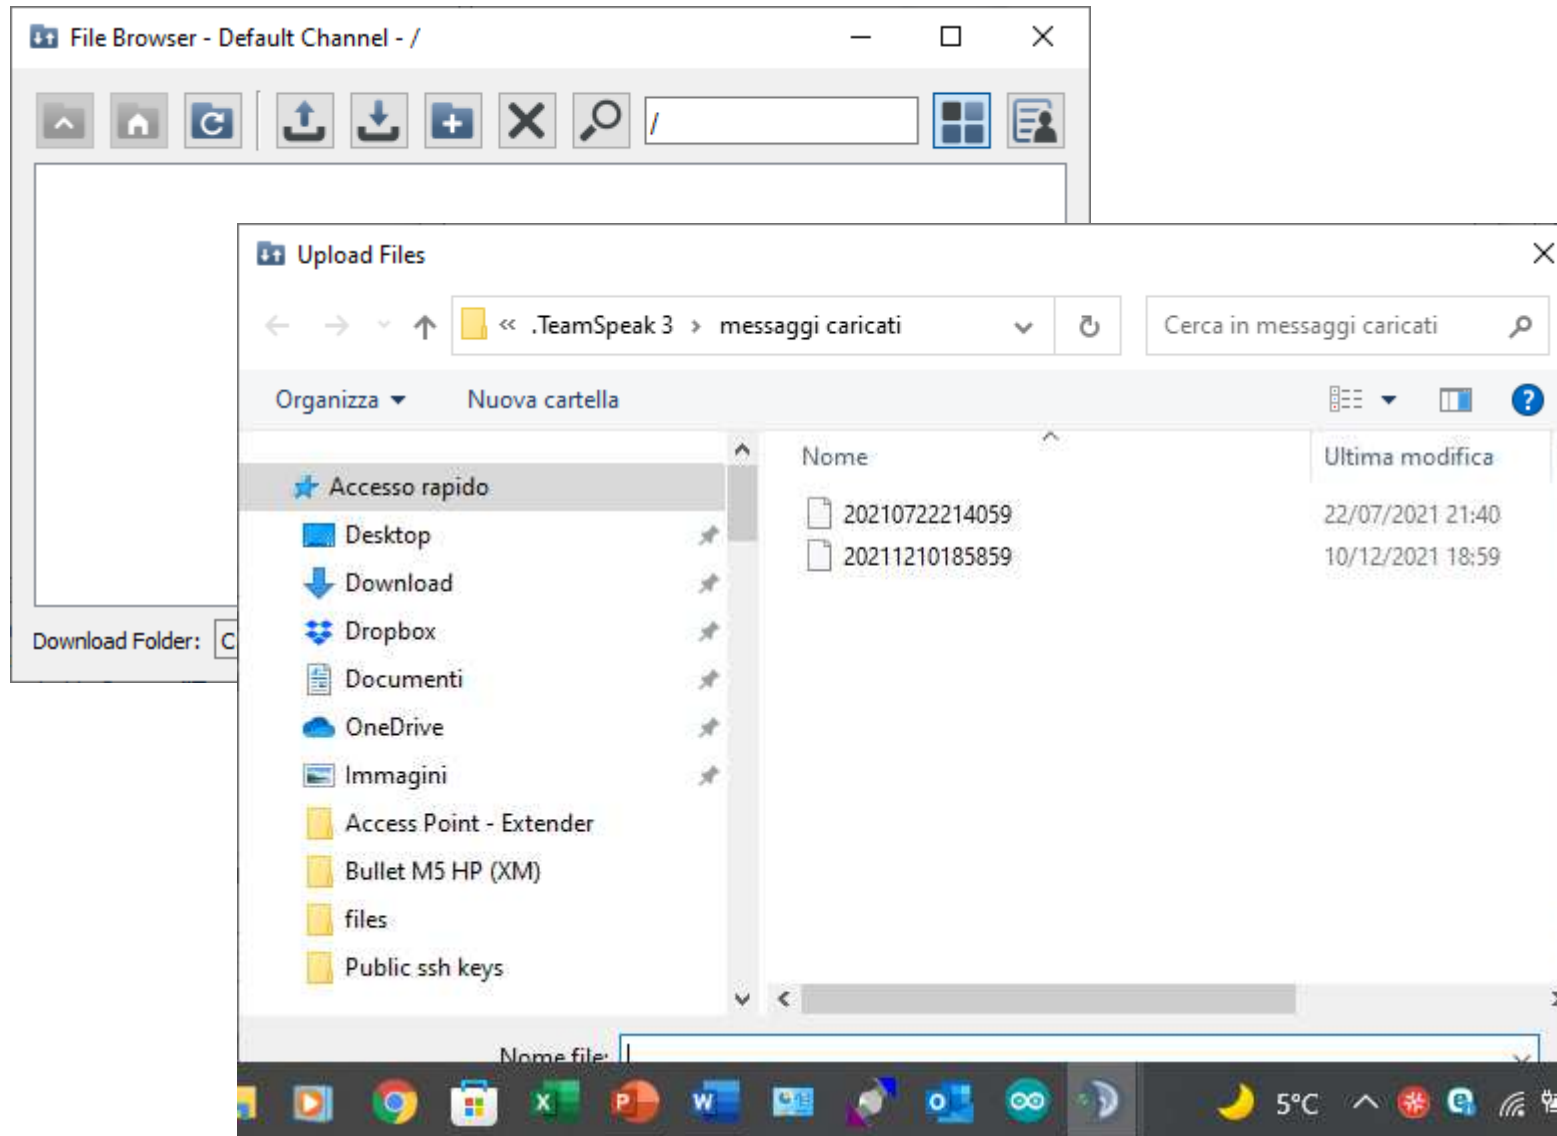 File Browser - Default Channel - /
/
Download Folder: C
Upload Files
« .TeamSpeak 3 › messaggi caricati
Cerca in messaggi caricati
Organizza
Nuova cartella
Nome
Ultima modifica
Accesso rapido
Desktop
Download
Dropbox
Documenti
OneDrive
Immagini
Access Point - Extender
Bullet M5 HP (XM)
files
Public ssh keys
20210722214059 22/07/2021 21:40
20211210185859 10/12/2021 18:59
Nome file:
5°C